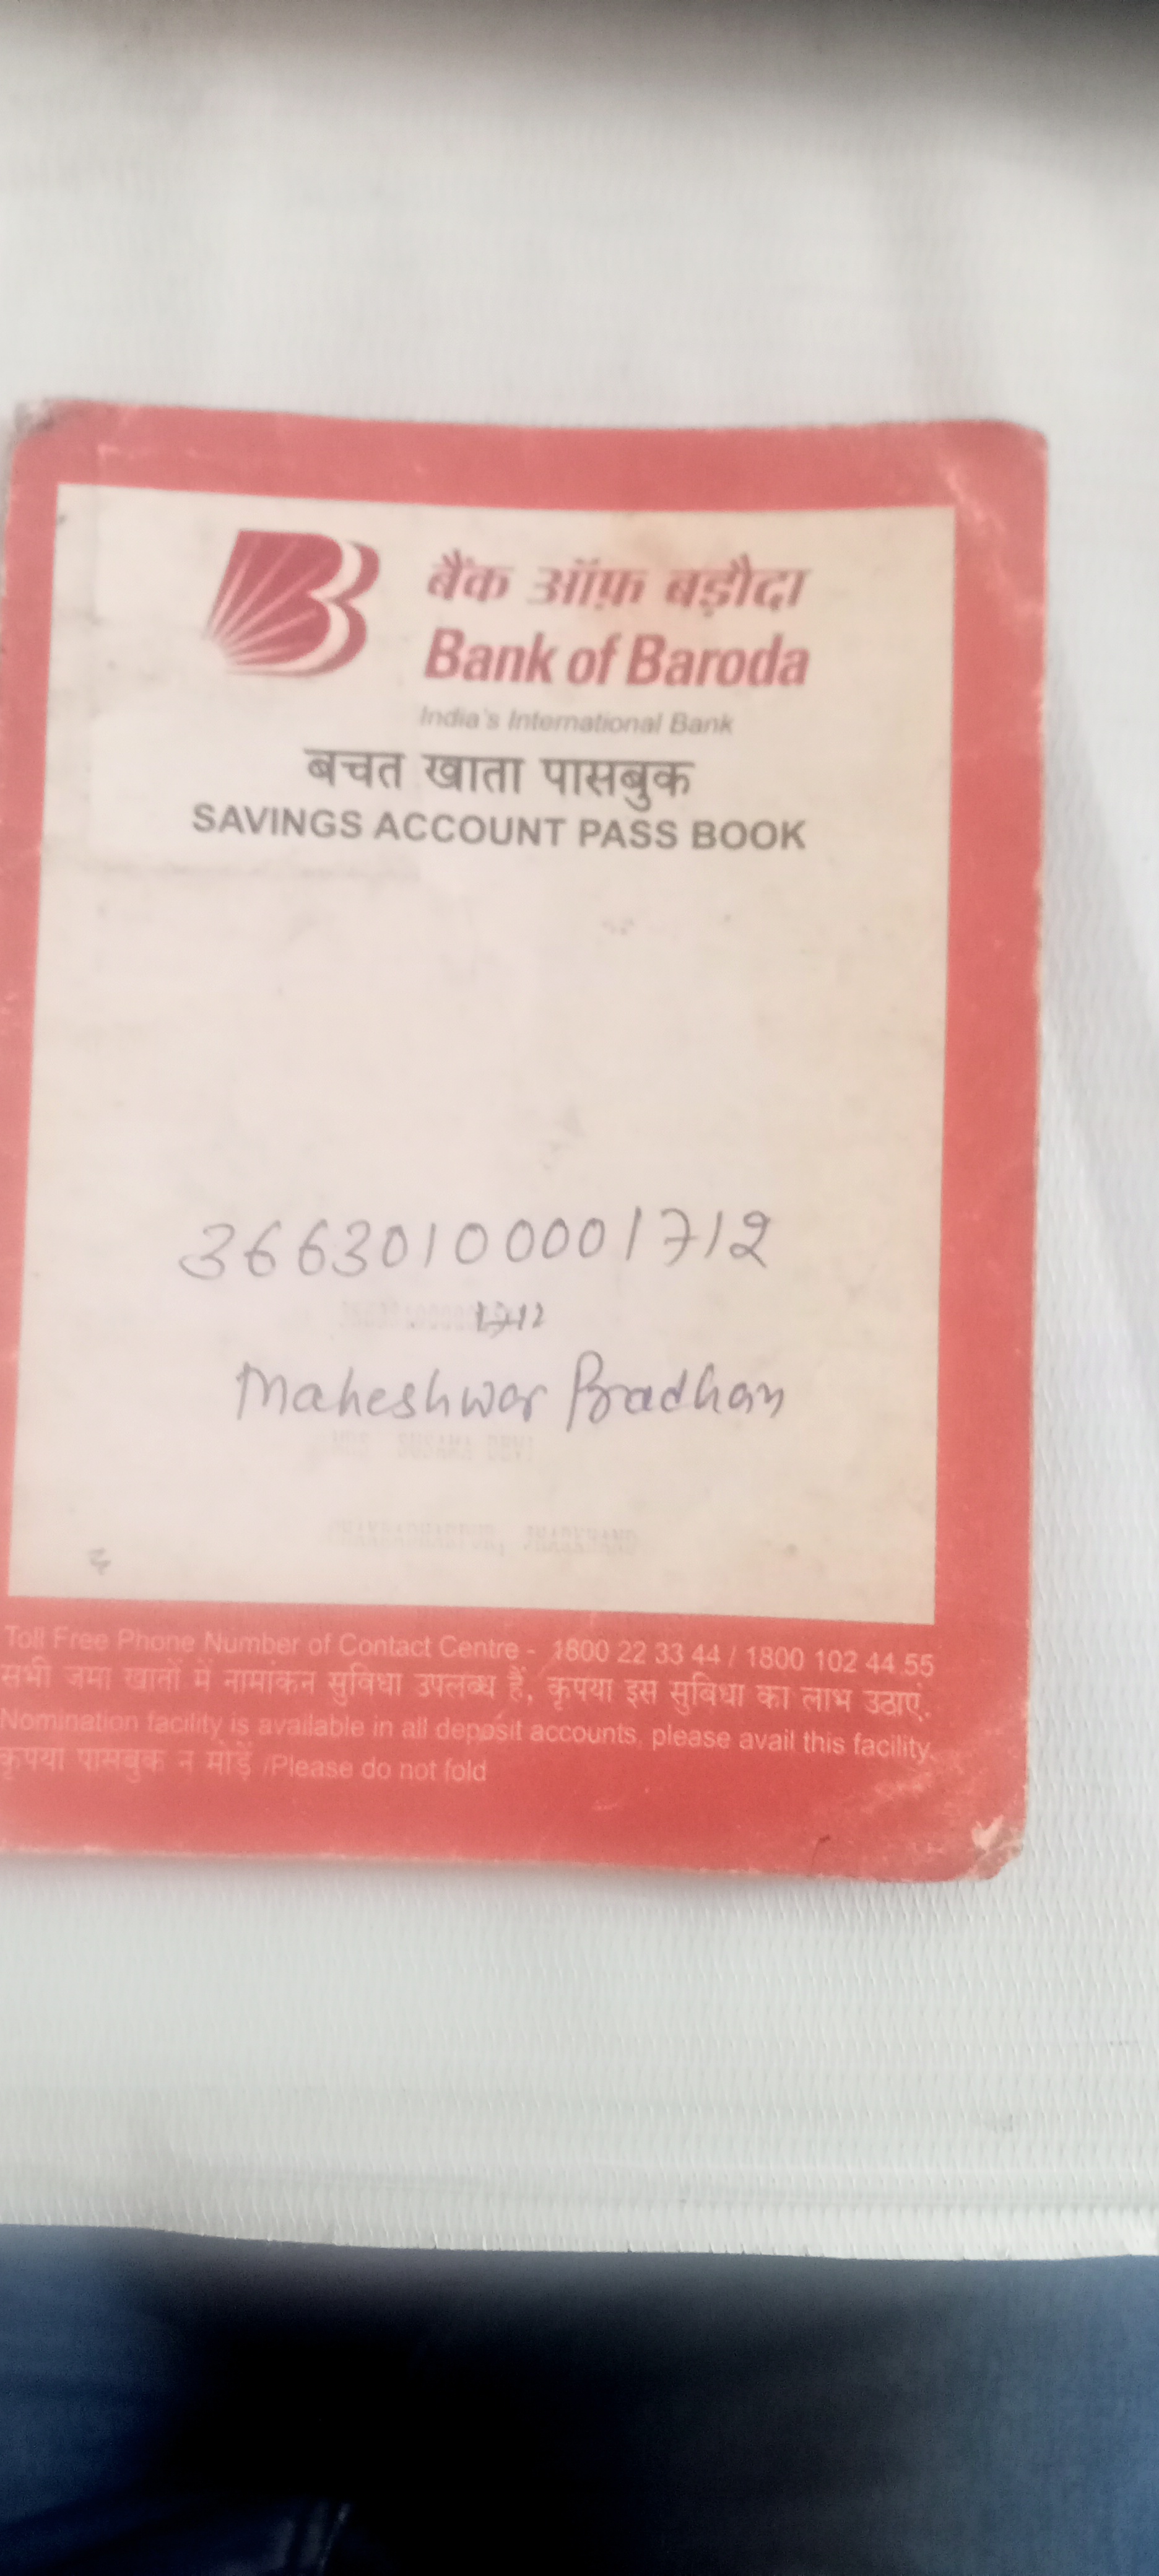 बैंक ऑफ़ बड़ौदा
Bank of Baroda
India's International Bank
बचत खाता पासबुक
SAVINGS ACCOUNT PASS BOOK
36630100001712
1712
Maheshwar Pradhan
Toll Free Phone Number of Contact Centre - 1800 22 33 44 / 1800 102 44 55
सभी जमा खातों में नामांकन सुविधा उपलब्ध हैं, कृपया इस सुविधा का लाभ उठाएं.
Nomination facility is available in all deposit accounts, please avail this facility.
कृपया पासबुक न मोड़ें /Please do not fold